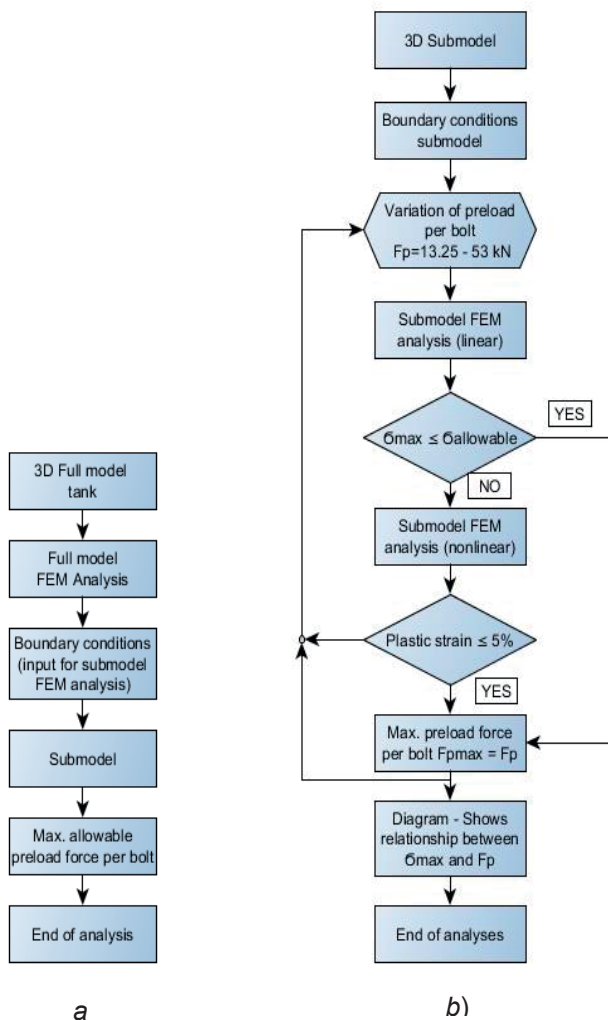 3D Full model
tank
Full model
FEM Analysis
Boundary conditions
(input for submodel
FEM analysis)
Submodel
Max. allowable
preload force per bolt
End of analysis
a
3D Submodel
Boundary conditions
submodel
Variation of preload
per bolt
Fp=13.25 - 53 kN
Submodel FEM
analysis (linear)
σmax ≤ σallowable
YES
NO
Submodel FEM
analysis (nonlinear)
Plastic strain ≤ 5%
YES
Max. preload force
per bolt Fpmax = Fp
Diagram - Shows
relationship between
σmax and Fp
End of analyses
b)